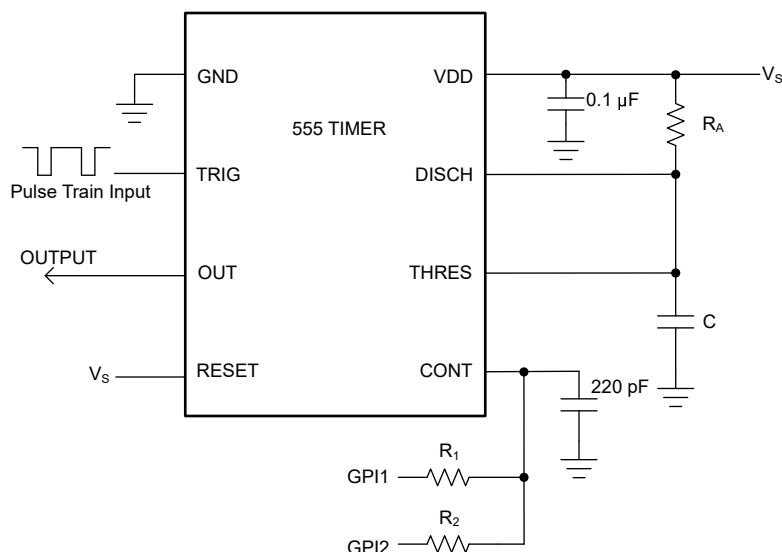 GND
VDD
V_S
0.1 µF
R_A
555 TIMER
TRIG
DISCH
Pulse Train Input
OUTPUT
OUT
THRES
C
V_S
RESET
CONT
220 pF
R_1
GPI1
R_2
GPI2